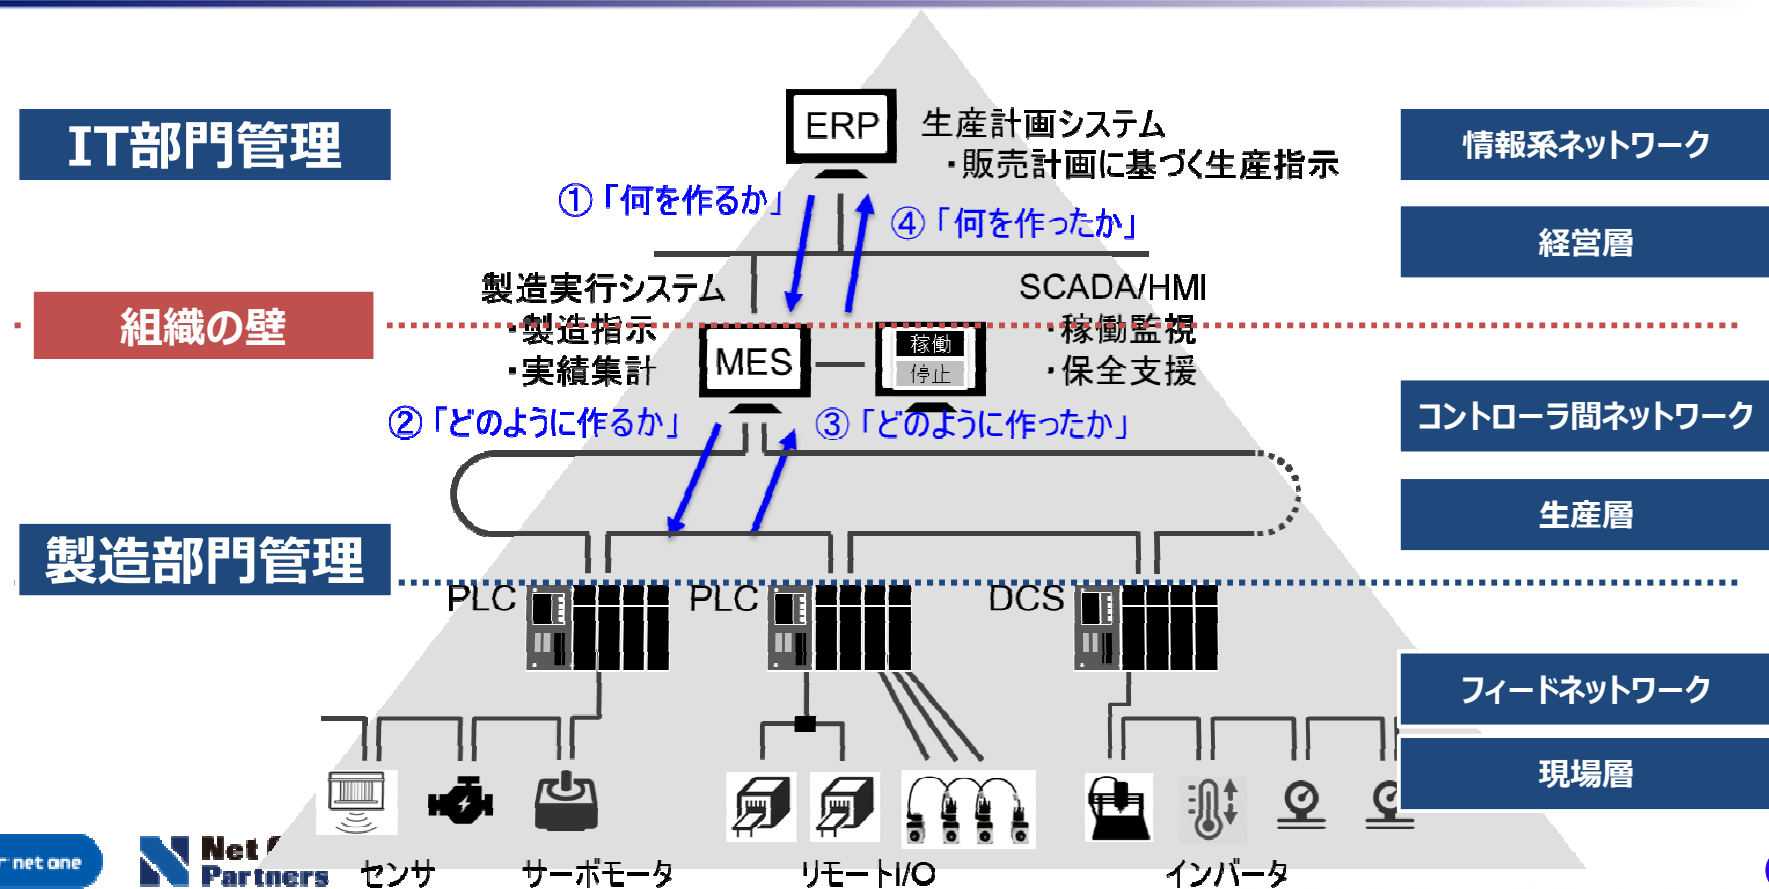 IT部門管理
ERP
生産計画システム
・販売計画に基づく生産指示
情報系ネットワーク
①「何を作るか」
④「何を作ったか」
経営層
製造実行システム
・製造指示
・実績集計
SCADA/HMI
・稼働監視
・保全支援
組織の壁
MES
稼働
停止
②「どのように作るか」
③「どのように作ったか」
コントローラ間ネットワーク
生産層
製造部門管理
PLC
PLC
DCS
フィードネットワーク
現場層
net one
Net
Partners
センサ
サーボモータ
リモートI/O
インバータ